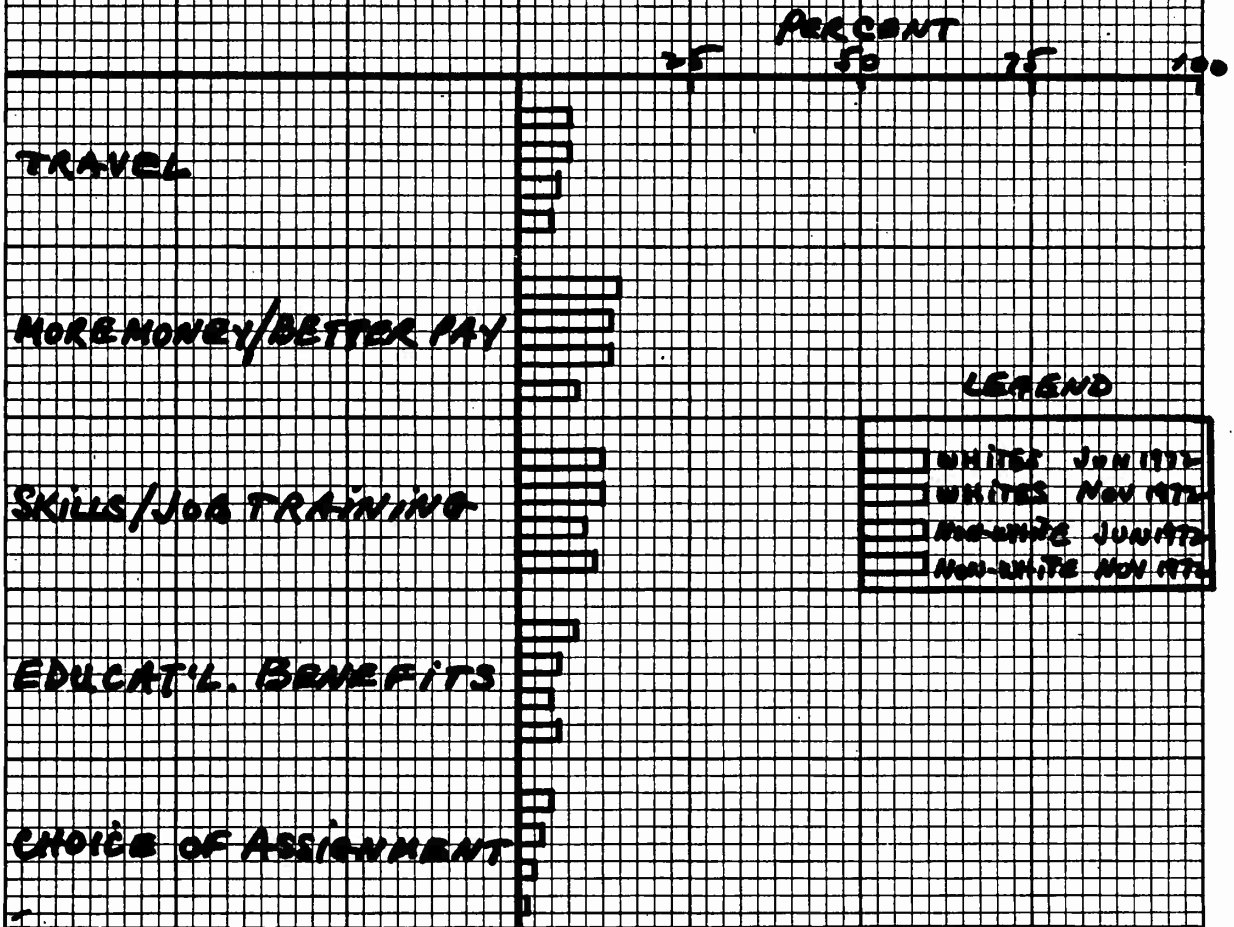 PERCENT
25 50 75 100
TRAVEL
MORE MONEY/BETTER PAY
LEGEND
WHITES JUN 1972
WHITES NOV 1972
NON-WHITE JUN 1972
NON-WHITE NOV 1972
SKILLS/JOB TRAINING
EDUCAT'L. BENEFITS
CHOICE OF ASSIGNMENT